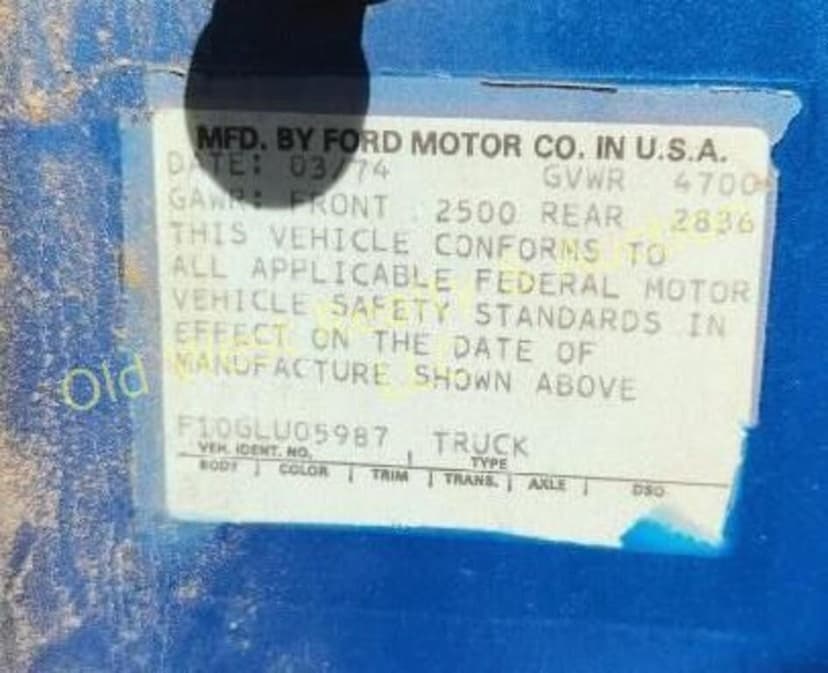 MFD. BY FORD MOTOR CO. IN U.S.A.
DATE: 03/74 GVWR 4700
GAWR: FRONT 2500 REAR 2836
THIS VEHICLE CONFORMS TO
ALL APPLICABLE FEDERAL MOTOR
VEHICLE SAFETY STANDARDS IN
EFFECT ON THE DATE OF
MANUFACTURE SHOWN ABOVE
Old
F10GLU05987 TRUCK
VEH. IDENT. NO. TYPE
BODY | COLOR | TRIM | TRANS. | AXLE | DSO